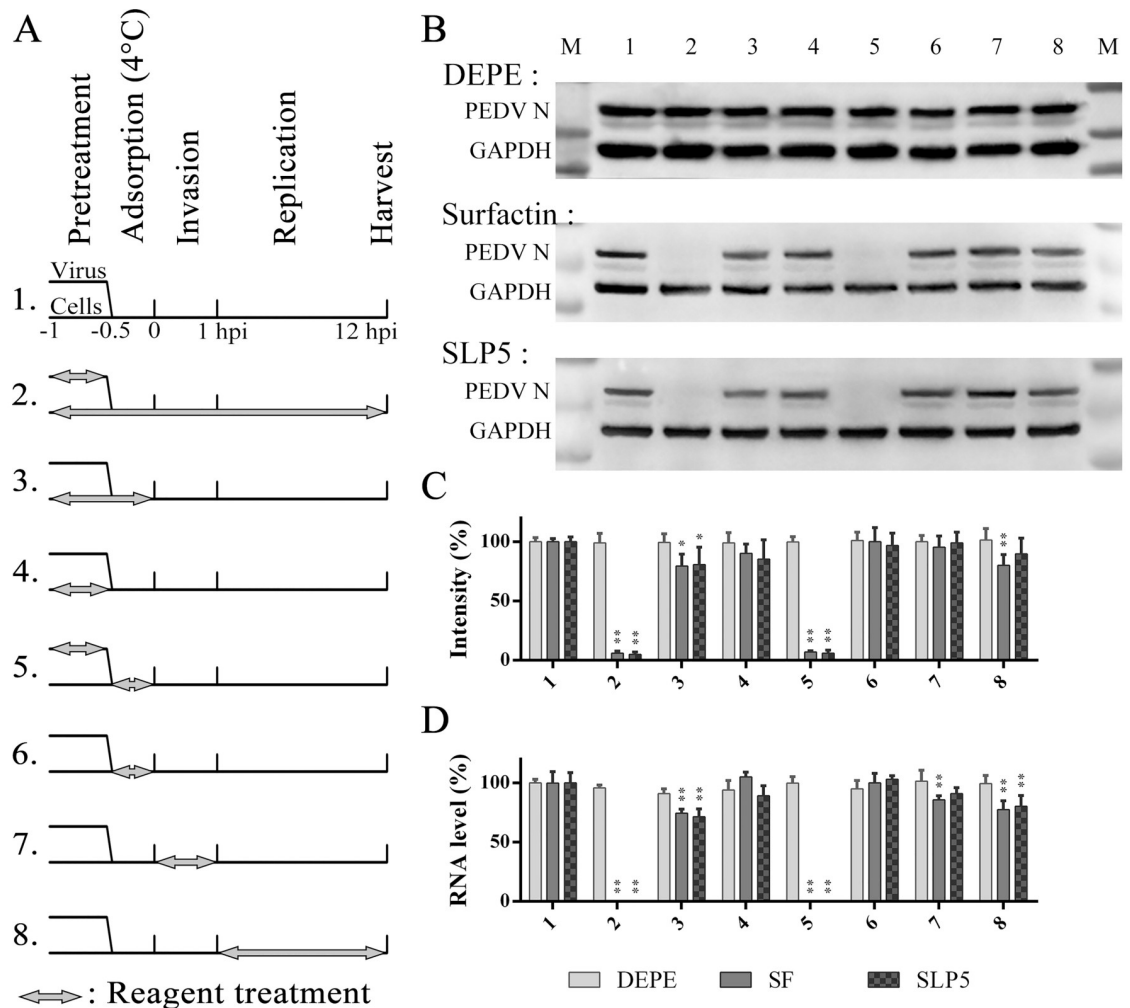 A
Pretreatment
Adsorption (4°C)
Invasion
Replication
Harvest
1.
Virus
Cells
-1 -0.5 0 1 hpi 12 hpi
2.
3.
4.
5.
6.
7.
8.
: Reagent treatment
B
M 1 2 3 4 5 6 7 8 M
DEPE :
PEDV N
GAPDH
Surfactin :
PEDV N
GAPDH
SLP5 :
PEDV N
GAPDH
C
Intensity (%)
100
50
0
* *
** **
** **
**
1 2 3 4 5 6 7 8
D
RNA level (%)
100
50
0
** ** ** ** ** ** ** ** **
1 2 3 4 5 6 7 8
DEPE SF SLP5